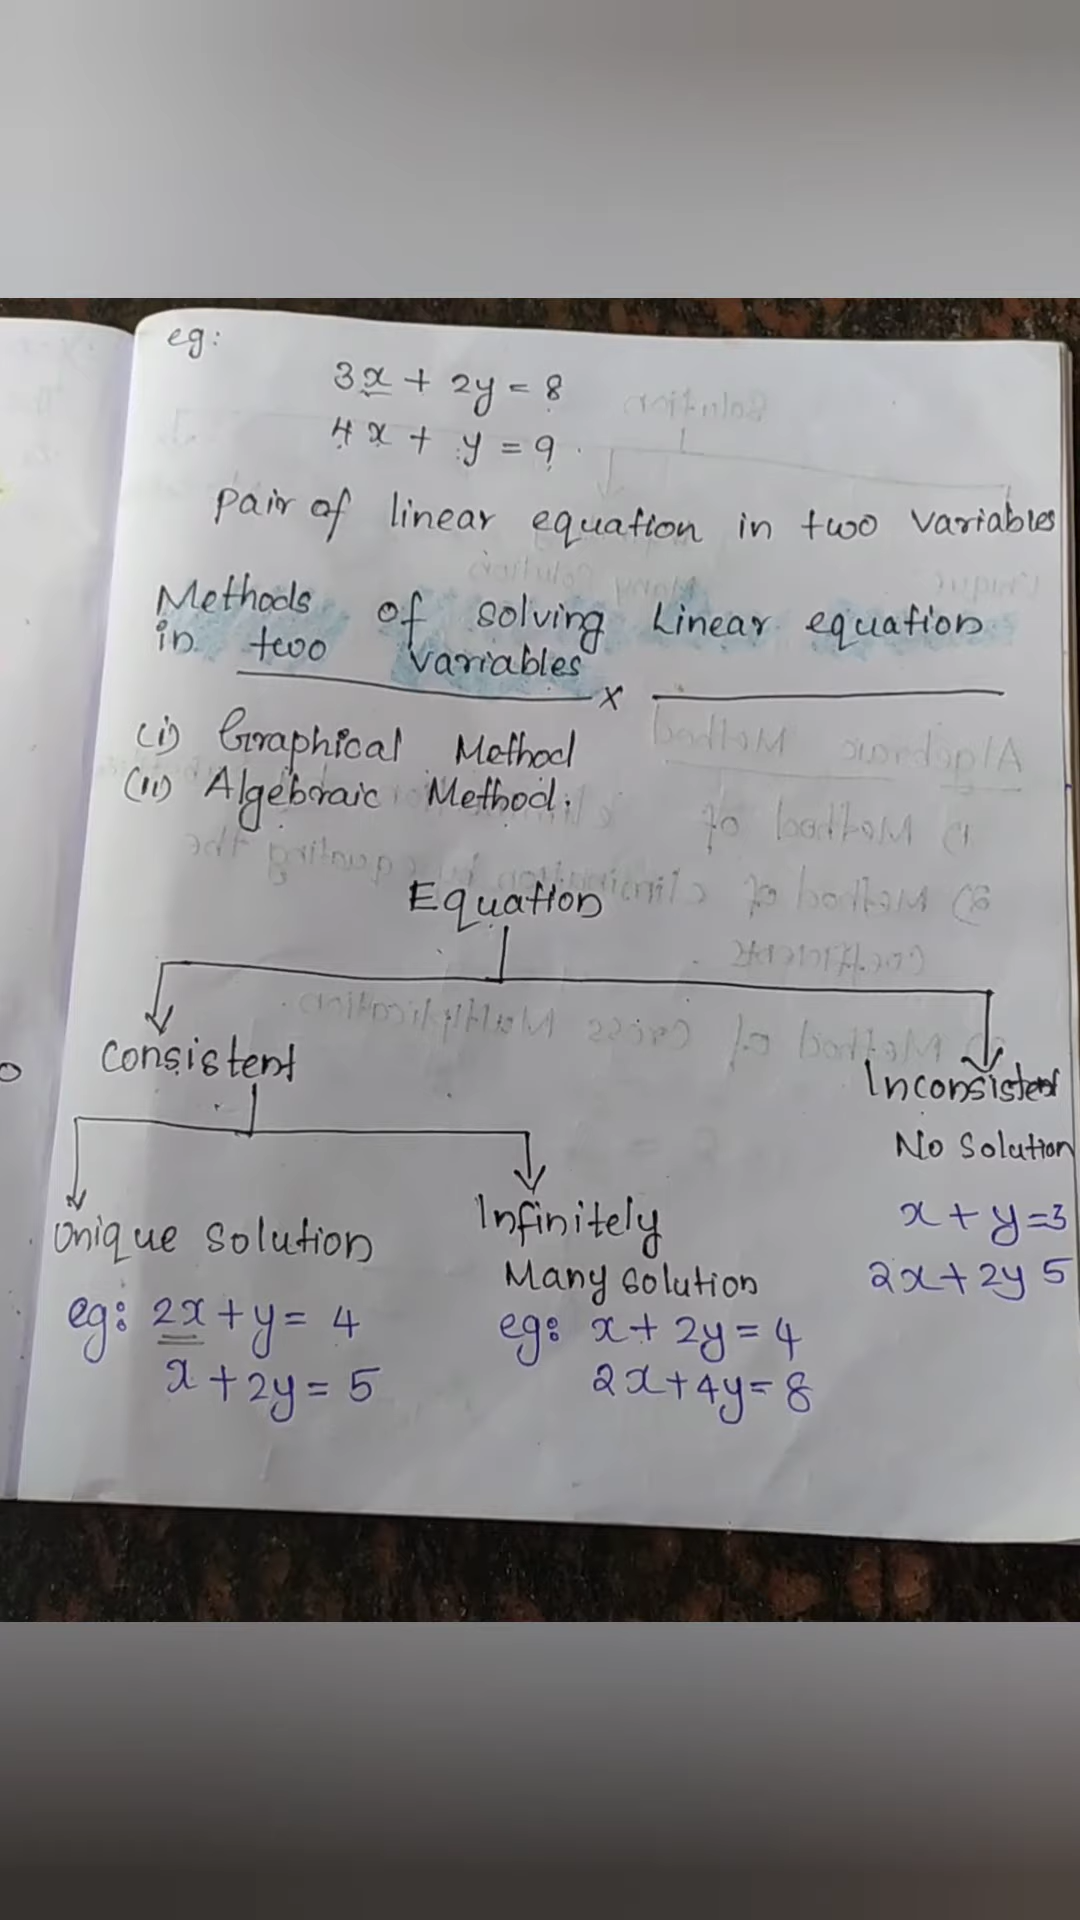 eg:
3x + 2y = 8
4x + y = 9
pair of linear equation in two variables
Methods of solving Linear equation
in two variables
x
(i) Graphical Method
(ii) Algebraic Method.
Equation
Consistent
Inconsistent
No Solution
x + y = 3
2x + 2y 5
Unique Solution
eg: 2x + y = 4
x + 2y = 5
Infinitely
Many Solution
eg: x + 2y = 4
2x + 4y = 8